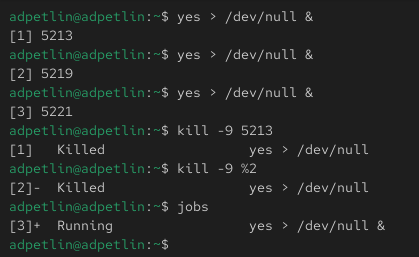 adpetlin@adpetlin:~$ yes > /dev/null &
[1] 5213
adpetlin@adpetlin:~$ yes > /dev/null &
[2] 5219
adpetlin@adpetlin:~$ yes > /dev/null &
[3] 5221
adpetlin@adpetlin:~$ kill -9 5213
[1]   Killed                  yes > /dev/null
adpetlin@adpetlin:~$ kill -9 %2
[2]-  Killed                  yes > /dev/null
adpetlin@adpetlin:~$ jobs
[3]+  Running                 yes > /dev/null &
adpetlin@adpetlin:~$